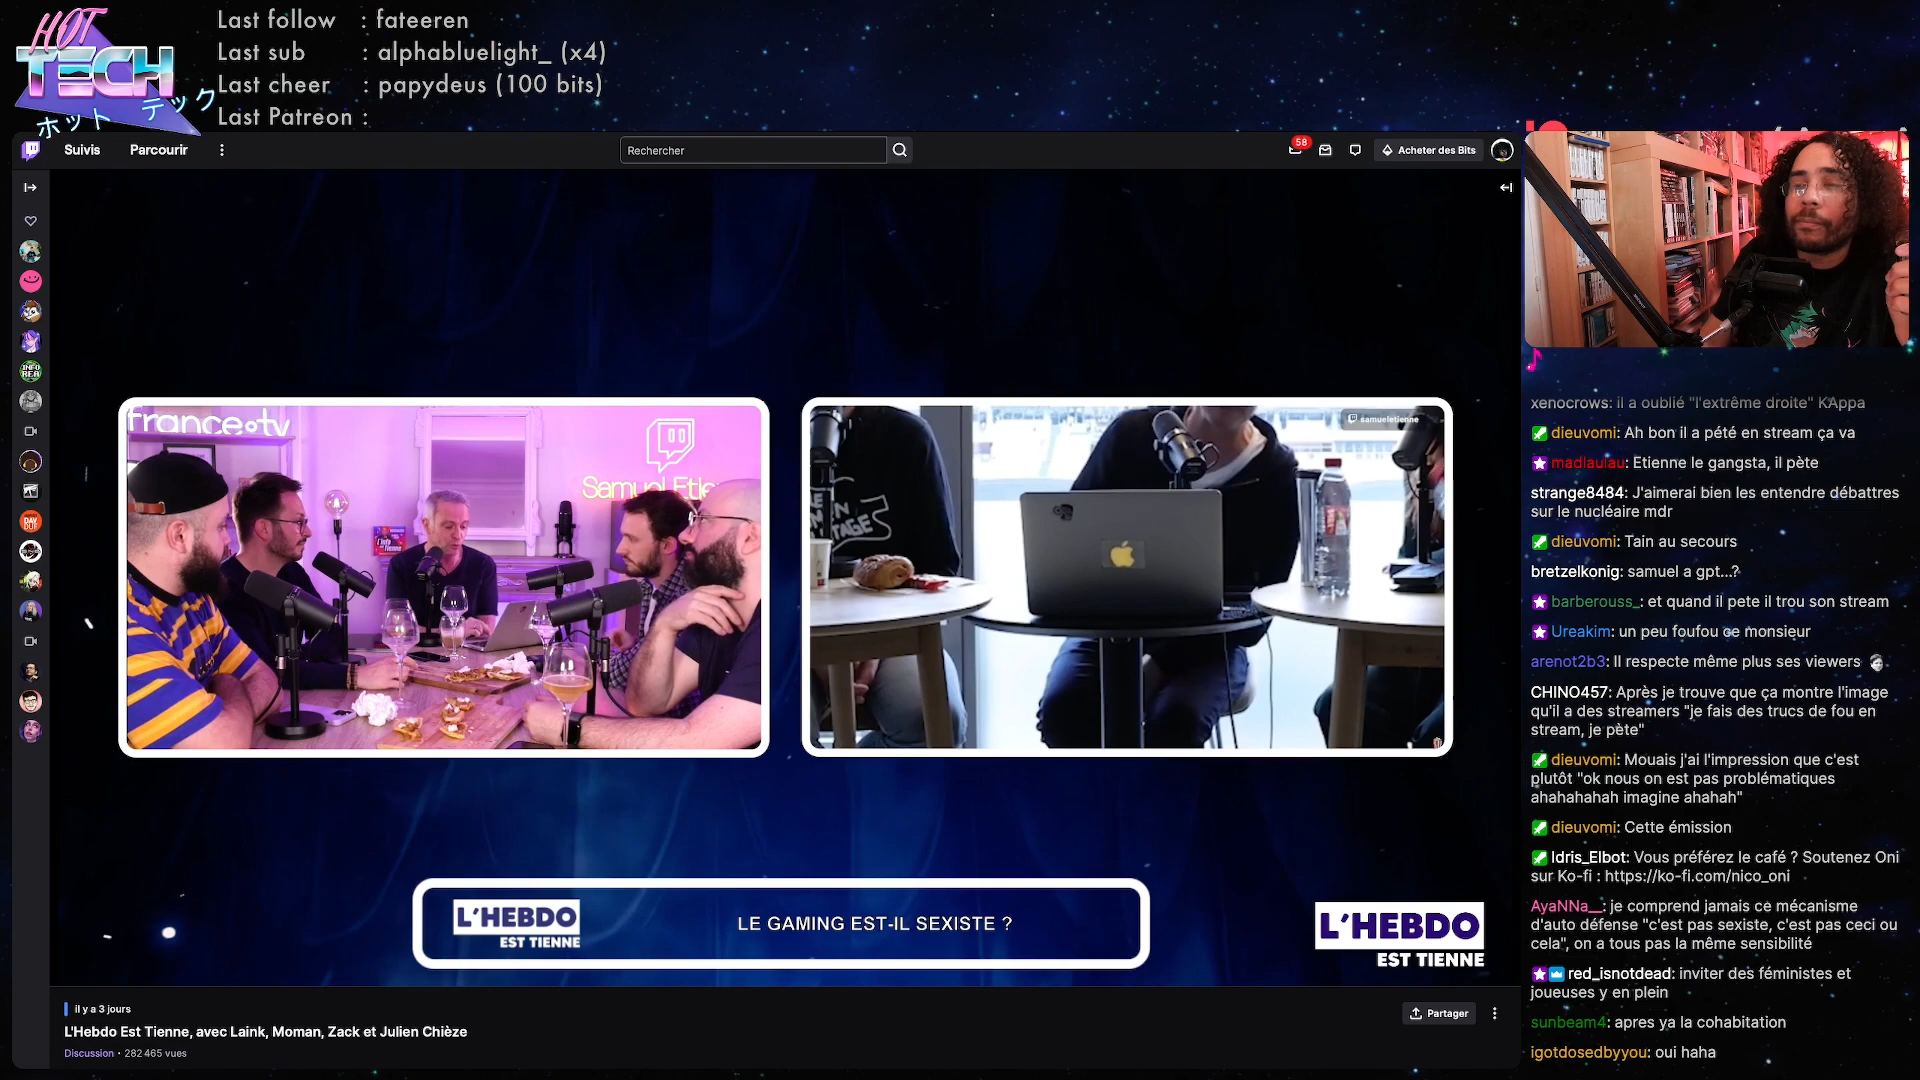 HOT
TECH
ホット テック
Last follow : fateeren
Last sub : alphabluelight_ (x4)
Last cheer : papydeus (100 bits)
Last Patreon :
Suivis
Parcourir
Rechercher
58
Acheter des Bits
INFO
REA
DAY
france•tv
samueletienne
L'HEBDO
EST TIENNE
LE GAMING EST-IL SEXISTE ?
L'HEBDO
EST TIENNE
il y a 3 jours
L'Hebdo Est Tienne, avec Laink, Moman, Zack et Julien Chièze
Discussion • 282 465 vues
Partager
xenocrows: il a oublié "l'extrême droite" KAppa
dieuvomi: Ah bon il a pété en stream ça va
madlaulau: Etienne le gangsta, il pète
strange8484: J'aimerai bien les entendre débattres
sur le nucléaire mdr
dieuvomi: Tain au secours
bretzelkonig: samuel a gpt...?
barberouss_: et quand il pete il trou son stream
Ureakim: un peu foufou ce monsieur
arenot2b3: Il respecte même plus ses viewers
CHINO457: Après je trouve que ça montre l'image
qu'il a des streamers "je fais des trucs de fou en
stream, je pète"
dieuvomi: Mouais j'ai l'impression que c'est
plutôt "ok nous on est pas problématiques
ahahahahah imagine ahahah"
dieuvomi: Cette émission
Idris_Elbot: Vous préférez le café ? Soutenez Oni
sur Ko-fi : https://ko-fi.com/nico_oni
AyaNNa__: je comprend jamais ce mécanisme
d'auto défense "c'est pas sexiste, c'est pas ceci ou
cela", on a tous pas la même sensibilité
red_isnotdead: inviter des féministes et
joueuses y en plein
sunbeam4: apres ya la cohabitation
igotdosedbyyou: oui haha